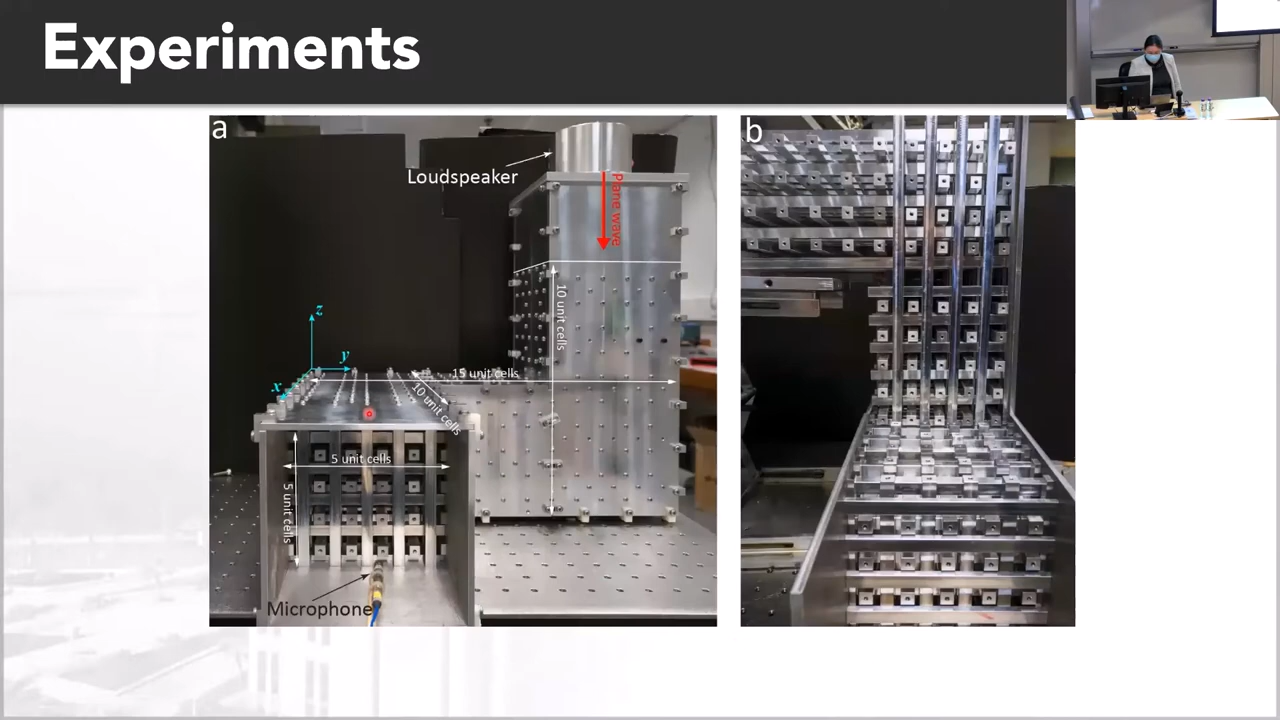 Experiments
a
Loudspeaker
Plane wave
10 unit cells
z
y
x
15 unit cells
10 unit cells
5 unit cells
5 unit cells
Microphone
b